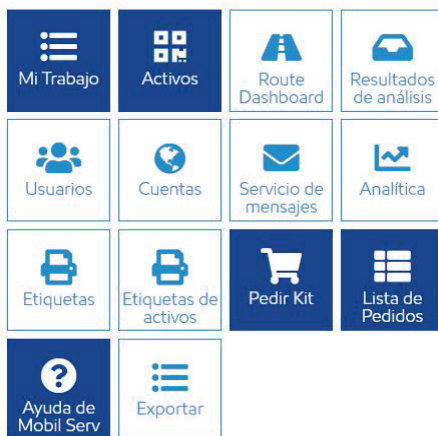 Mi Trabajo
Activos
Route
Dashboard
Resultados
de análisis
Usuarios
Cuentas
Servicio de
mensajes
Analítica
Etiquetas
Etiquetas de
activos
Pedir Kit
Lista de
Pedidos
Ayuda de
Mobil Serv
Exportar